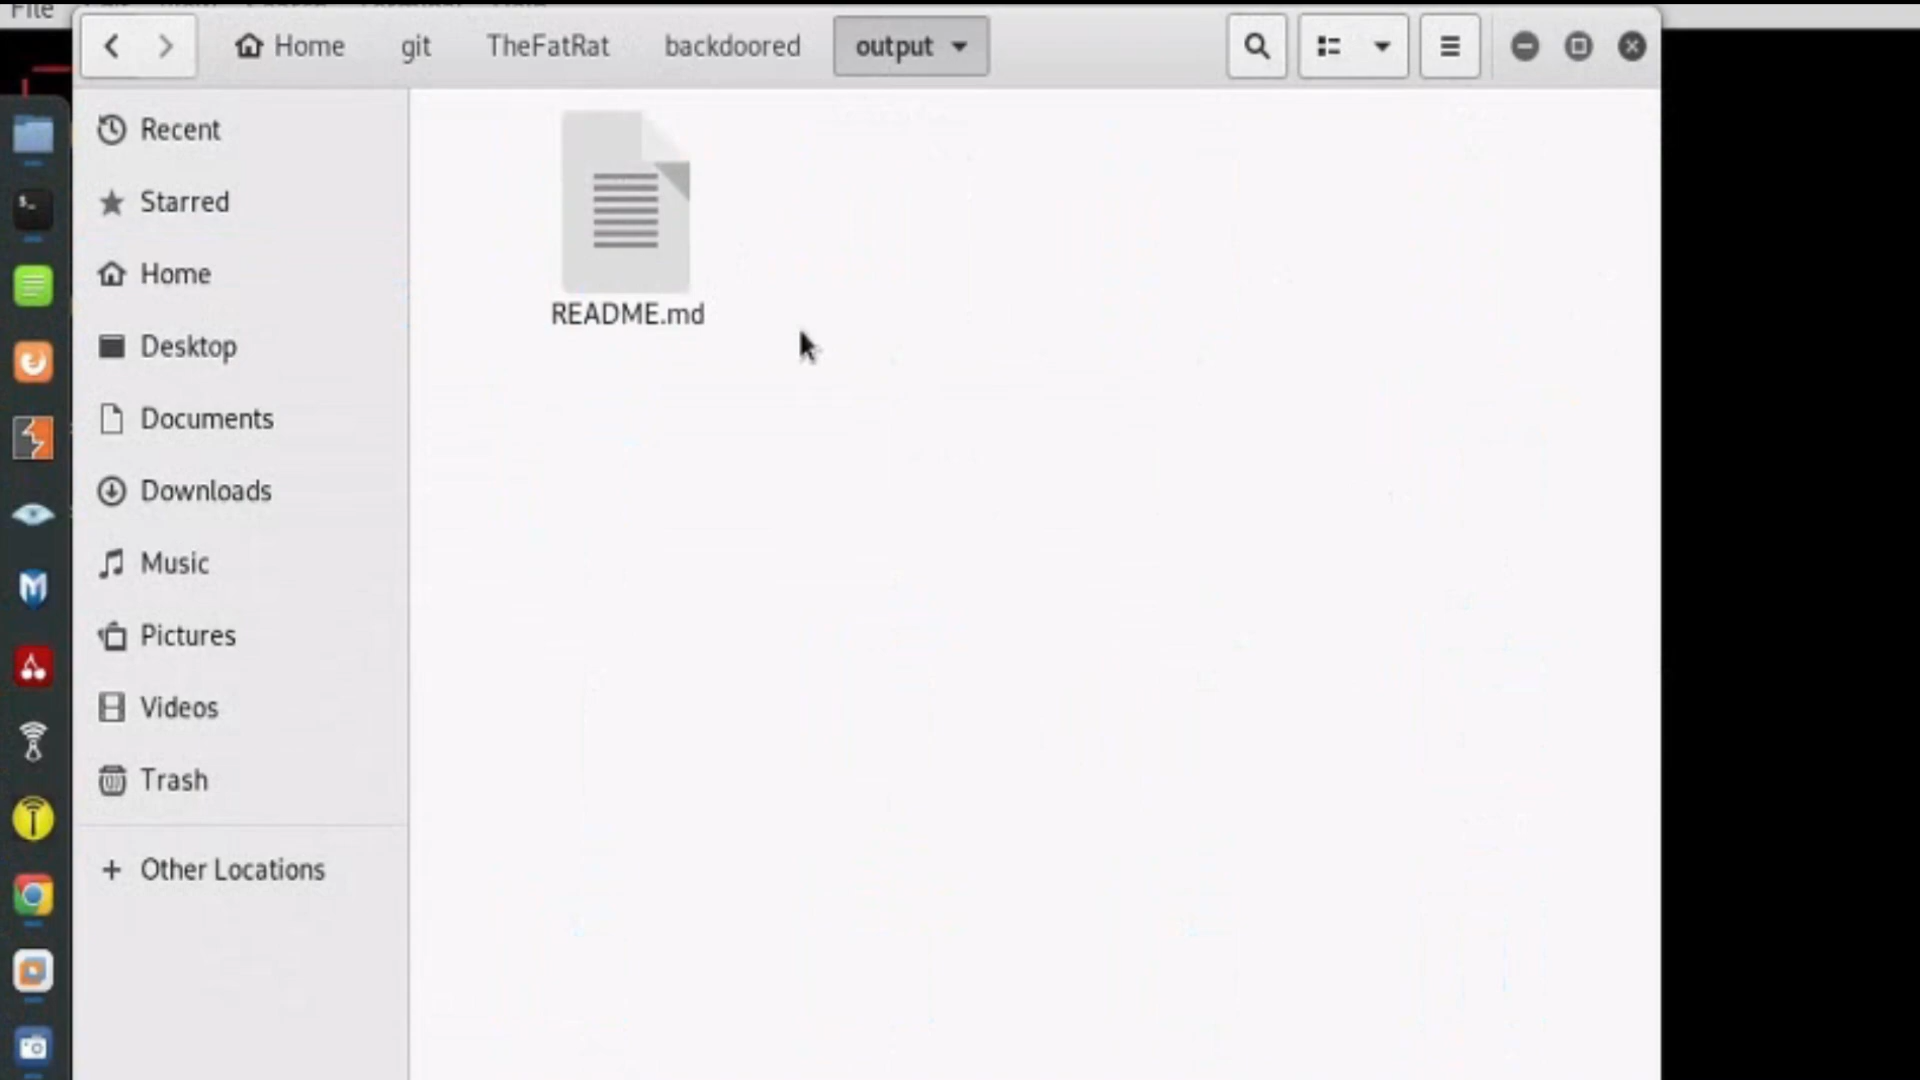 File
Home git TheFatRat backdoored output
Recent
Starred
Home
Desktop
Documents
Downloads
Music
Pictures
Videos
Trash
Other Locations
README.md